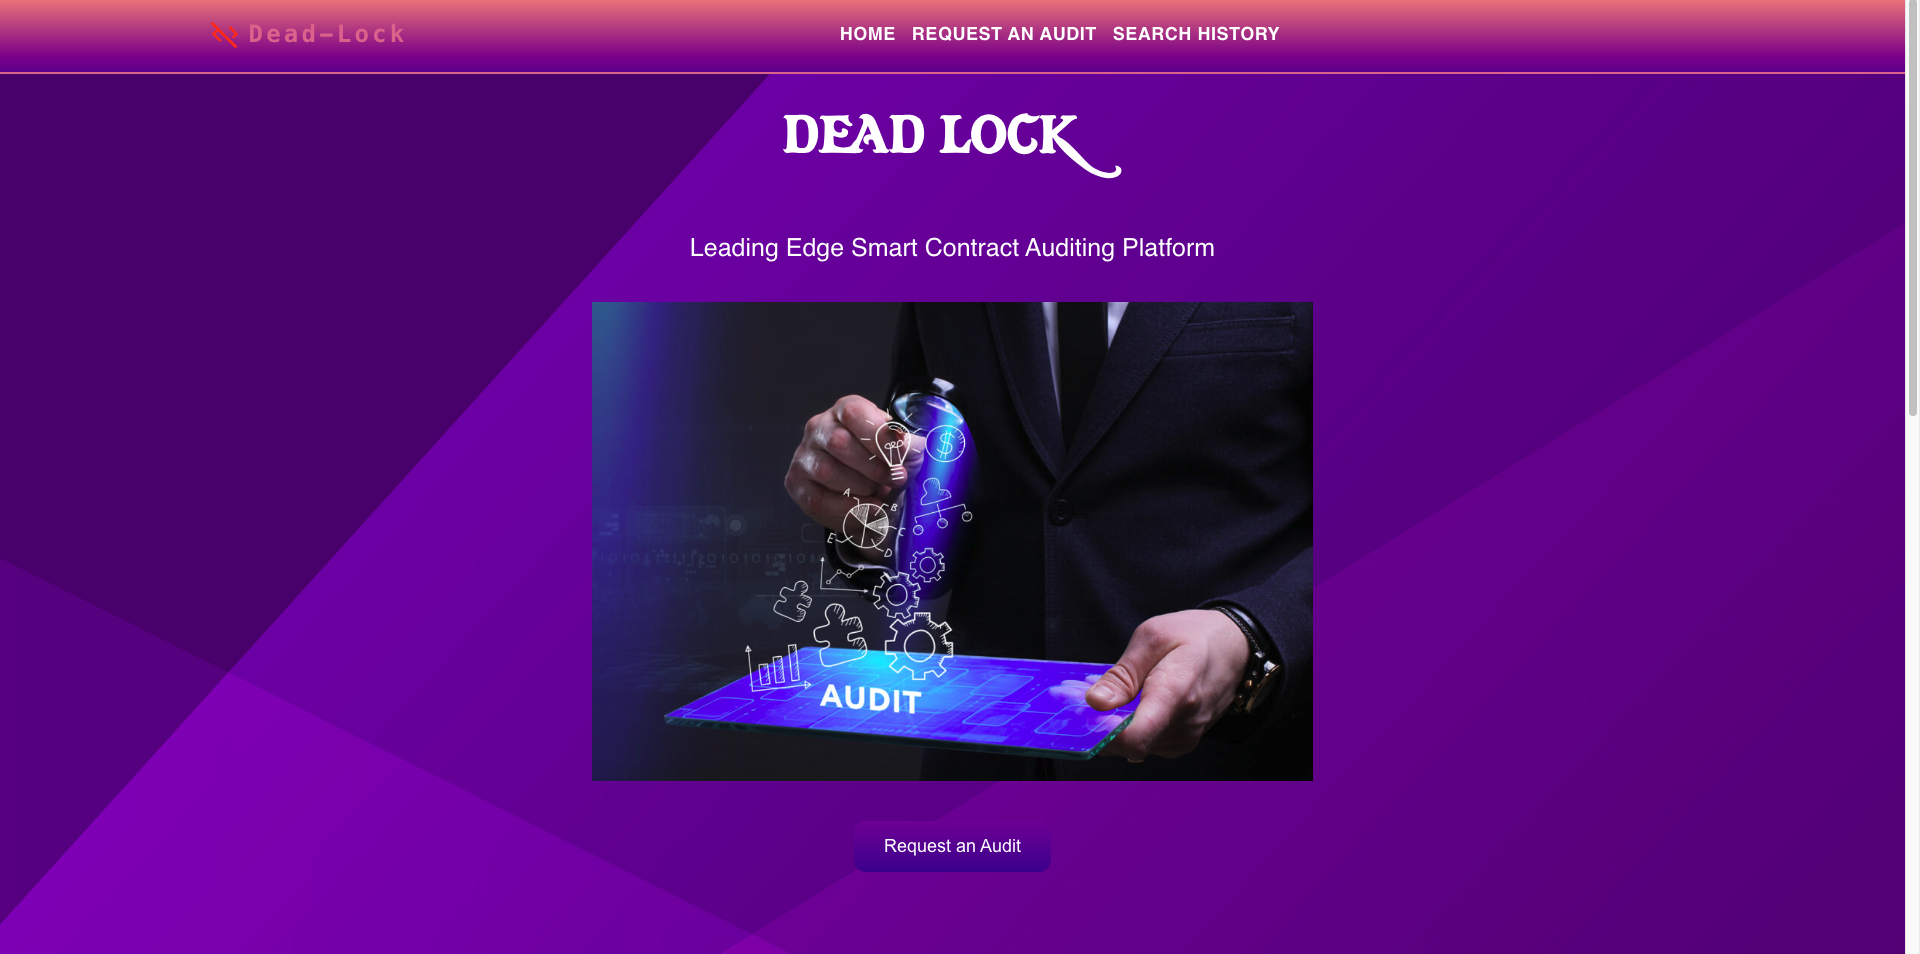 Dead-Lock
HOME REQUEST AN AUDIT SEARCH HISTORY
DEAD LOCK
Leading Edge Smart Contract Auditing Platform
$
A
B
C
D
E
AUDIT
Request an Audit